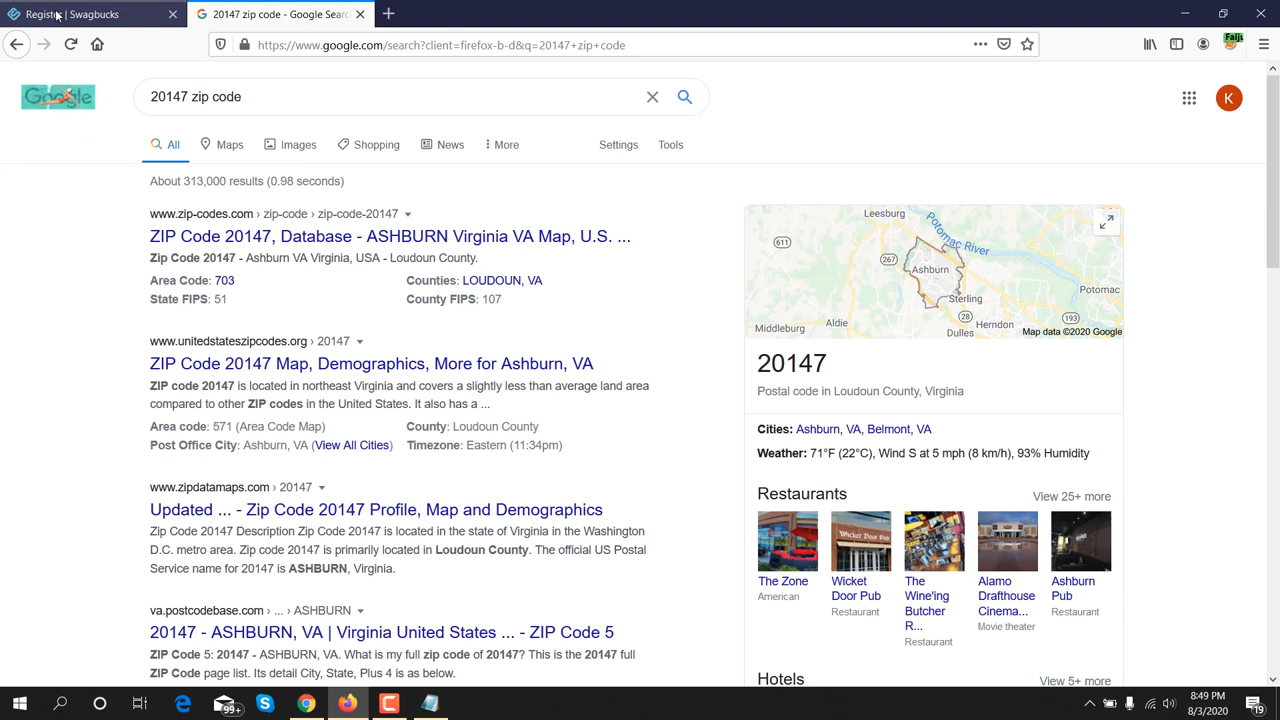 Register | Swagbucks
20147 zip code - Google Searc
https://www.google.com/search?client=firefox-b-d&q=20147+zip+code
Google
20147 zip code
K
All Maps Images Shopping News More Settings Tools
About 313,000 results (0.98 seconds)
www.zip-codes.com › zip-code › zip-code-20147
ZIP Code 20147, Database - ASHBURN Virginia VA Map, U.S. ...
Zip Code 20147 - Ashburn VA Virginia, USA - Loudoun County.
Area Code: 703 Counties: LOUDOUN, VA
State FIPS: 51 County FIPS: 107
www.unitedstateszipcodes.org › 20147
ZIP Code 20147 Map, Demographics, More for Ashburn, VA
ZIP code 20147 is located in northeast Virginia and covers a slightly less than average land area
compared to other ZIP codes in the United States. It also has a ...
Area code: 571 (Area Code Map) County: Loudoun County
Post Office City: Ashburn, VA (View All Cities) Timezone: Eastern (11:34pm)
www.zipdatamaps.com › 20147
Updated ... - Zip Code 20147 Profile, Map and Demographics
Zip Code 20147 Description Zip Code 20147 is located in the state of Virginia in the Washington
D.C. metro area. Zip code 20147 is primarily located in Loudoun County. The official US Postal
Service name for 20147 is ASHBURN, Virginia.
va.postcodebase.com › ... › ASHBURN
20147 - ASHBURN, VA | Virginia United States ... - ZIP Code 5
ZIP Code 5: 20147 - ASHBURN, VA. What is my full zip code of 20147? This is the 20147 full
ZIP Code page list. Its detail City, State, Plus 4 is as below.
Leesburg
Potomac River
611
267
Ashburn
Sterling
Potomac
28
193
Middleburg Aldie Dulles Herndon
Map data ©2020 Google
20147
Postal code in Loudoun County, Virginia
Cities: Ashburn, VA, Belmont, VA
Weather: 71°F (22°C), Wind S at 5 mph (8 km/h), 93% Humidity
Restaurants View 25+ more
The Zone
American
Wicket
Door Pub
Restaurant
The
Wine'ing
Butcher
R...
Restaurant
Alamo
Drafthouse
Cinema...
Movie theater
Ashburn
Pub
Restaurant
Hotels View 5+ more
99+
8:49 PM
8/3/2020
19